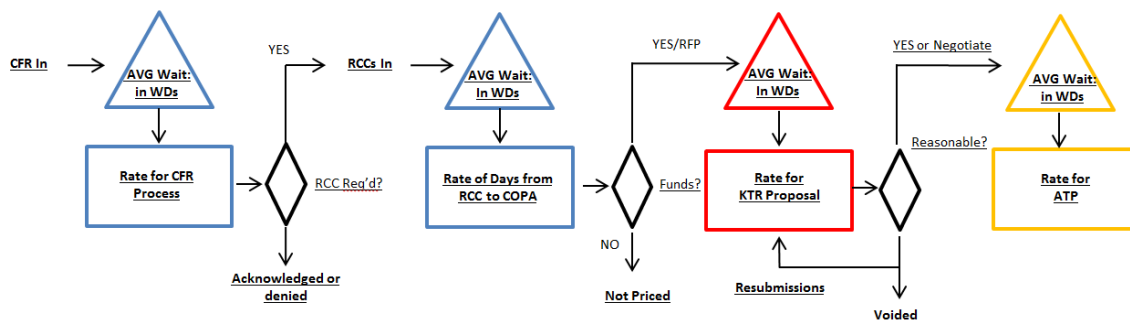 CFR In
AVG Wait:
in WDs
Rate for CFR
Process
YES
RCC Req'd?
Acknowledged or
denied
RCCs In
AVG Wait:
In WDs
Rate of Days from
RCC to COPA
YES/RFP
Funds?
NO
Not Priced
AVG Wait:
In WDs
Rate for
KTR Proposal
Resubmissions
YES or Negotiate
Reasonable?
Voided
AVG Wait:
in WDs
Rate for
ATP